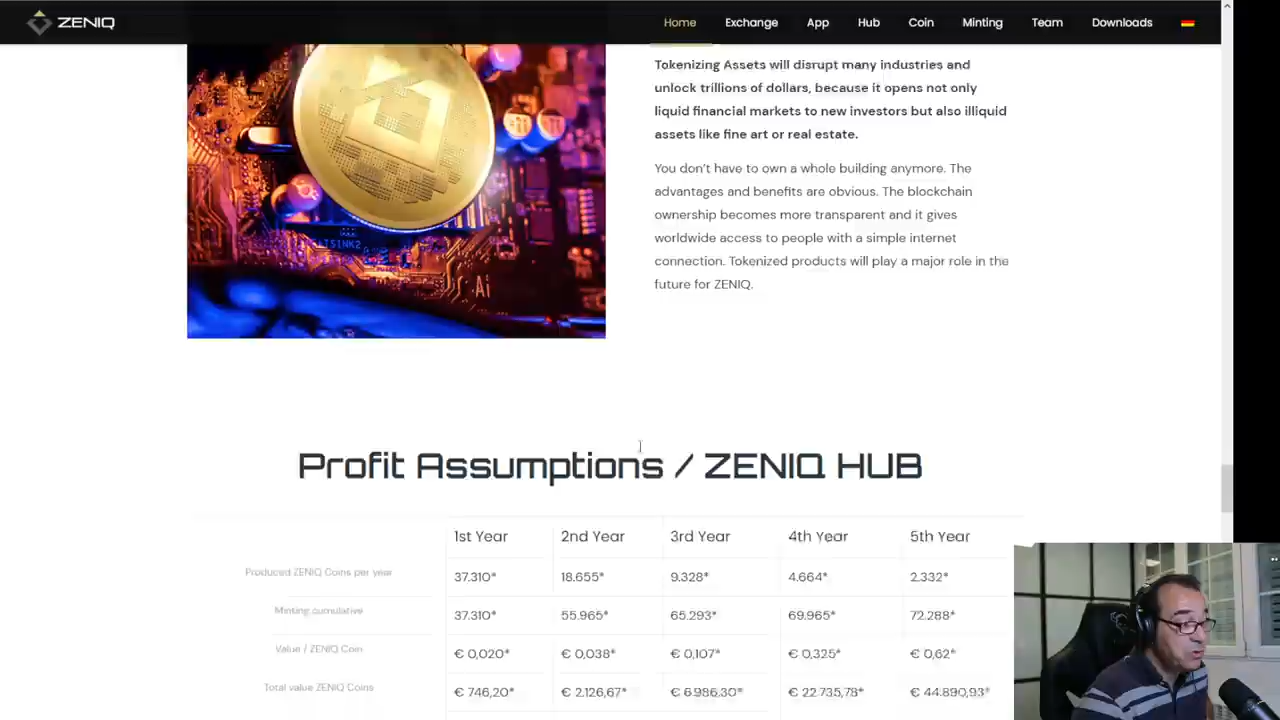 ZENIQ
Home Exchange App Hub Coin Minting Team Downloads
Tokenizing Assets will disrupt many industries and
unlock trillions of dollars, because it opens not only
liquid financial markets to new investors but also illiquid
assets like fine art or real estate.
You don't have to own a whole building anymore. The
advantages and benefits are obvious. The blockchain
ownership becomes more transparent and it gives
worldwide access to people with a simple internet
connection. Tokenized products will play a major role in the
future for ZENIQ.
Ai
Profit Assumptions / ZENIQ HUB
1st Year 2nd Year 3rd Year 4th Year 5th Year
Produced ZENIQ Coins per year 37.310* 18.655* 9.328* 4.664* 2.332*
Minting cumulative 37.310* 55.965* 65.293* 69.965* 72.288*
Value / ZENIQ Coin € 0,020* € 0,038* € 0,107* € 0,325* € 0,62*
Total value ZENIQ Coins € 746,20* € 2.126,67* € 6.986,30* € 22.735,78* € 44.890,93*